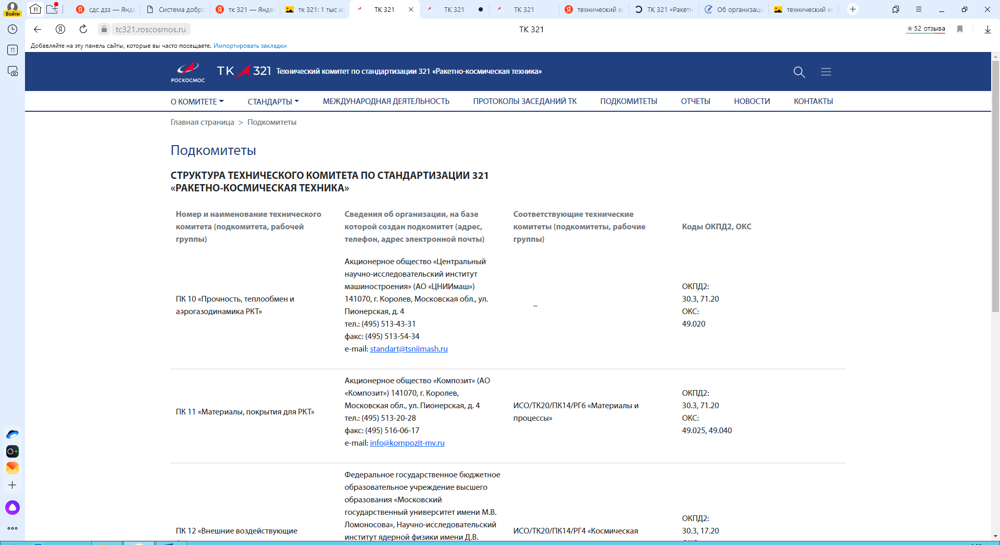 11
сдс дзз — Янде
Система добро
тк 321 — Яндек
тк 321: 1 тыс из
ТК 321
ТК 321
ТК 321
технический ко
ТК 321 «Ракетн
Об организаци
технический ко
Войти
tc321.roscosmos.ru
ТК 321
52 отзыва
11
Добавляйте на эту панель сайты, которые вы часто посещаете. Импортировать закладки
РОСКОСМОС
ТК 321 Технический комитет по стандартизации 321 «Ракетно-космическая техника»
О КОМИТЕТЕ СТАНДАРТЫ МЕЖДУНАРОДНАЯ ДЕЯТЕЛЬНОСТЬ ПРОТОКОЛЫ ЗАСЕДАНИЙ ТК ПОДКОМИТЕТЫ ОТЧЕТЫ НОВОСТИ КОНТАКТЫ
Главная страница > Подкомитеты
Подкомитеты
СТРУКТУРА ТЕХНИЧЕСКОГО КОМИТЕТА ПО СТАНДАРТИЗАЦИИ 321
«РАКЕТНО-КОСМИЧЕСКАЯ ТЕХНИКА»
Номер и наименование технического
комитета (подкомитета, рабочей
группы)
Сведения об организации, на базе
которой создан подкомитет (адрес,
телефон, адрес электронной почты)
Соответствующие технические
комитеты (подкомитеты, рабочие
группы)
Коды ОКПД2, ОКС
ПК 10 «Прочность, теплообмен и
аэрогазодинамика РКТ»
Акционерное общество «Центральный
научно-исследовательский институт
машиностроения» (АО «ЦНИИмаш»)
141070, г. Королев, Московская обл., ул.
Пионерская, д. 4
тел.: (495) 513-43-31
факс: (495) 513-54-34
e-mail: standart@tsniimash.ru
–
ОКПД2:
30.3, 71.20
ОКС:
49.020
ПК 11 «Материалы, покрытия для РКТ»
Акционерное общество «Композит» (АО
«Композит») 141070, г. Королев,
Московская обл., ул. Пионерская, д. 4
тел.: (495) 513-20-28
факс: (495) 516-06-17
e-mail: info@kompozit-mv.ru
ИСО/ТК20/ПК14/РГ6 «Материалы и
процессы»
ОКПД2:
30.3, 71.20
ОКС:
49.025, 49.040
ПК 12 «Внешние воздействующие
Федеральное государственное бюджетное
образовательное учреждение высшего
образования «Московский
государственный университет имени М.В.
Ломоносова», Научно-исследовательский
институт ядерной физики имени Д.В.
ИСО/ТК20/ПК14/РГ4 «Космическая
ОКПД2:
30.3, 17.20